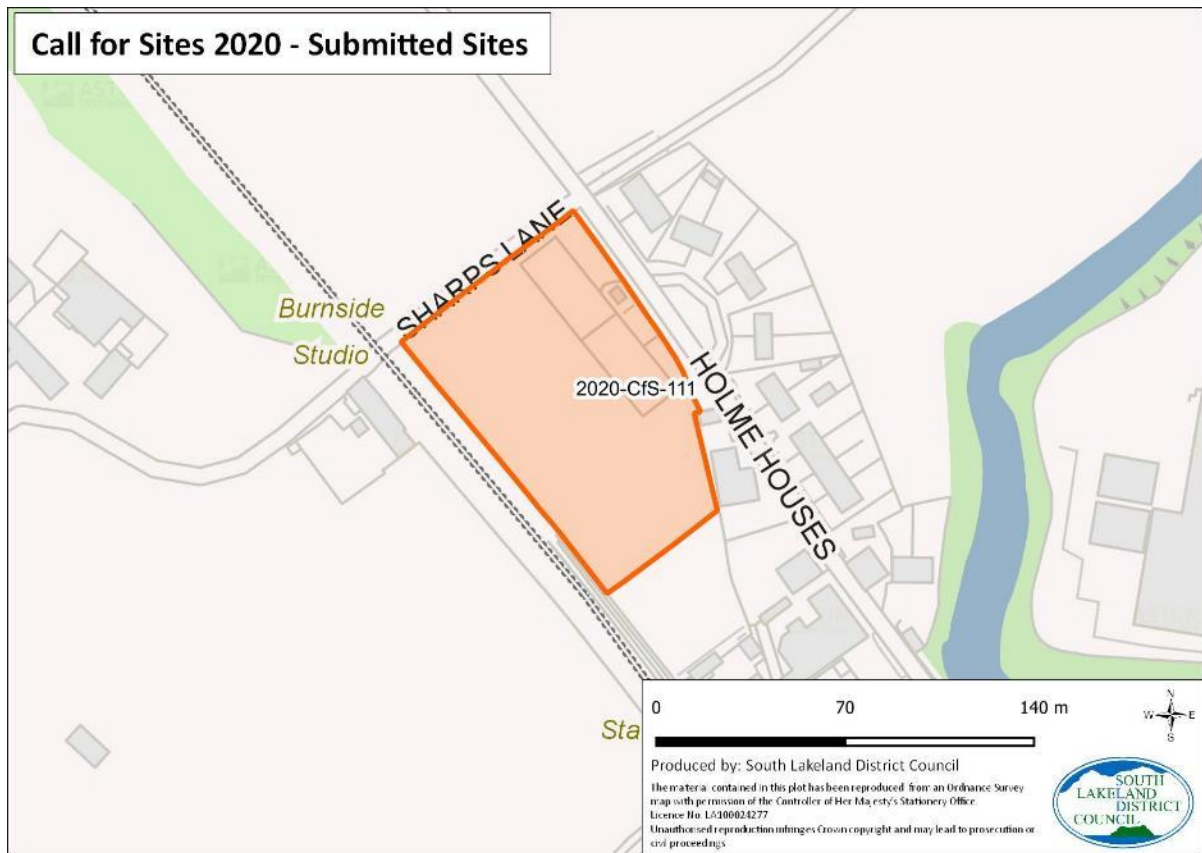 Call for Sites 2020 - Submitted Sites
SHARPS LANE
Burnside
Studio
2020-CfS-111
HOLME HOUSES
Sta
0 70 140 m
N
W E
S
Produced by: South Lakeland District Council
The material contained in this plot has been reproduced from an Ordnance Survey
map with permission of the Controller of Her Majesty's Stationery Office.
Licence No. LA100024277
Unauthorised reproduction infringes Crown copyright and may lead to prosecution or
civil proceedings
SOUTH
LAKELAND
DISTRICT
COUNCIL